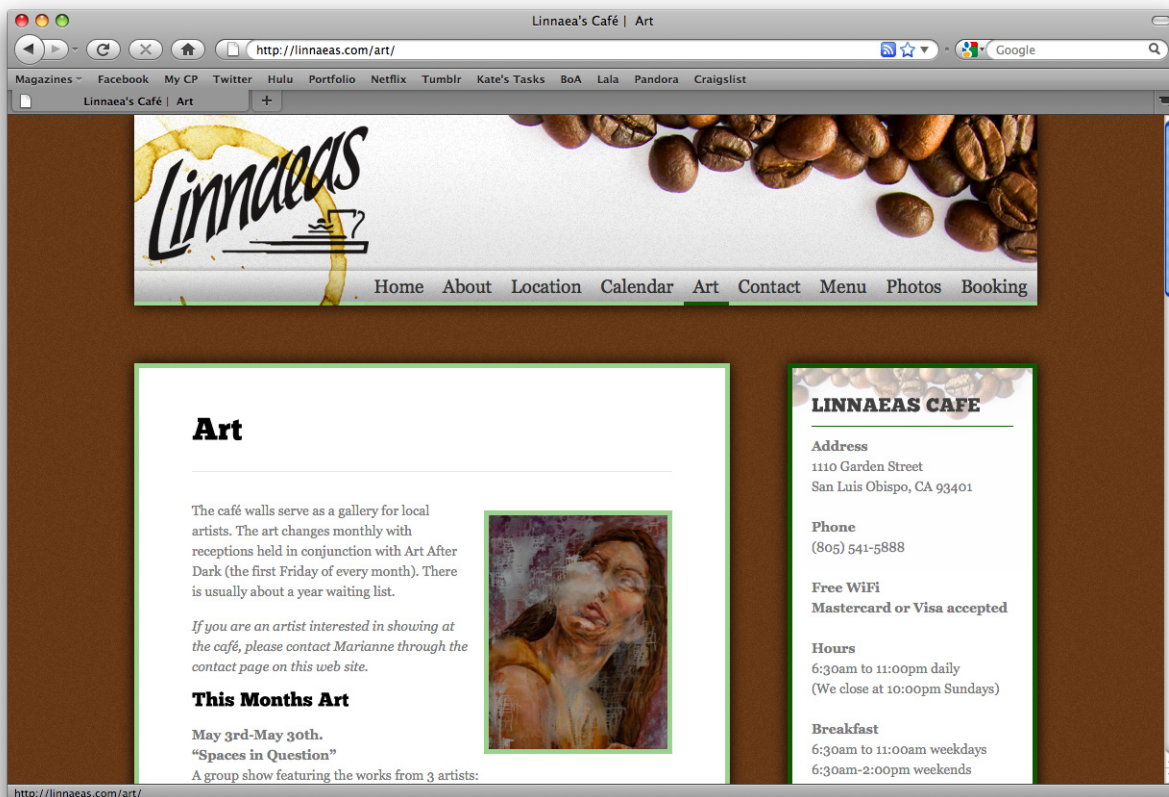 Linnaea's Café | Art
http://linnaeas.com/art/
Google
Magazines Facebook My CP Twitter Hulu Portfolio Netflix Tumblr Kate's Tasks BoA Lala Pandora Craigslist
Linnaea's Café | Art
+
Linnaeas
Home About Location Calendar Art Contact Menu Photos Booking
Art
The café walls serve as a gallery for local
artists. The art changes monthly with
receptions held in conjunction with Art After
Dark (the first Friday of every month). There
is usually about a year waiting list.
If you are an artist interested in showing at
the café, please contact Marianne through the
contact page on this web site.
This Months Art
May 3rd-May 30th.
“Spaces in Question”
A group show featuring the works from 3 artists:
LINNAEAS CAFE
Address
1110 Garden Street
San Luis Obispo, CA 93401
Phone
(805) 541-5888
Free WiFi
Mastercard or Visa accepted
Hours
6:30am to 11:00pm daily
(We close at 10:00pm Sundays)
Breakfast
6:30am to 11:00am weekdays
6:30am-2:00pm weekends
http://linnaeas.com/art/